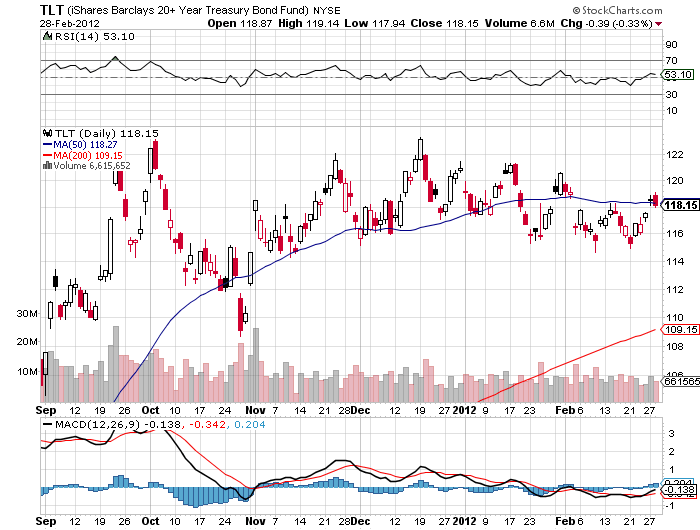 TLT (iShares Barclays 20+ Year Treasury Bond Fund) NYSE © StockCharts.com
28-Feb-2012 Open 118.87 High 119.14 Low 117.94 Close 118.15 Volume 6.6M Chg -0.39 (-0.33%)
RSI(14) 53.10
90
70
53.10
50
30
10
TLT (Daily) 118.15
MA(50) 118.27
MA(200) 109.15
Volume 6,615,652
122
120
118.15
116
114
112
110
109.15
106
30M
20M
10M
661565
Sep 12 19 26 Oct 10 17 24 Nov 7 14 21 28 Dec 12 19 27 2012 9 17 23 Feb 6 13 21 27
MACD(12,26,9) -0.138, -0.342, 0.204
3
2
1
0.204
-0.138
-1
Sep 12 19 26 Oct 10 17 24 Nov 7 14 21 28 Dec 12 19 27 2012 9 17 23 Feb 6 13 21 27